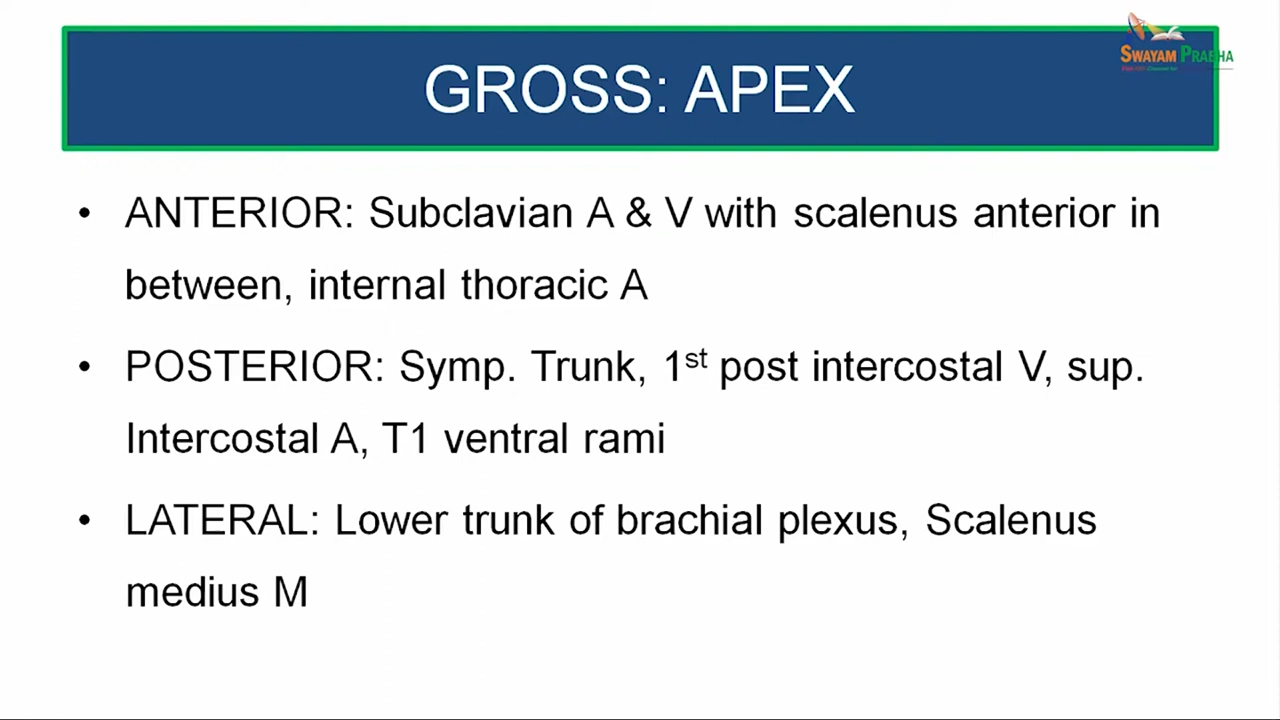 SWAYAM PRABHA
GROSS: APEX
• ANTERIOR: Subclavian A & V with scalenus anterior in
between, internal thoracic A
• POSTERIOR: Symp. Trunk, 1st post intercostal V, sup.
Intercostal A, T1 ventral rami
• LATERAL: Lower trunk of brachial plexus, Scalenus
medius M